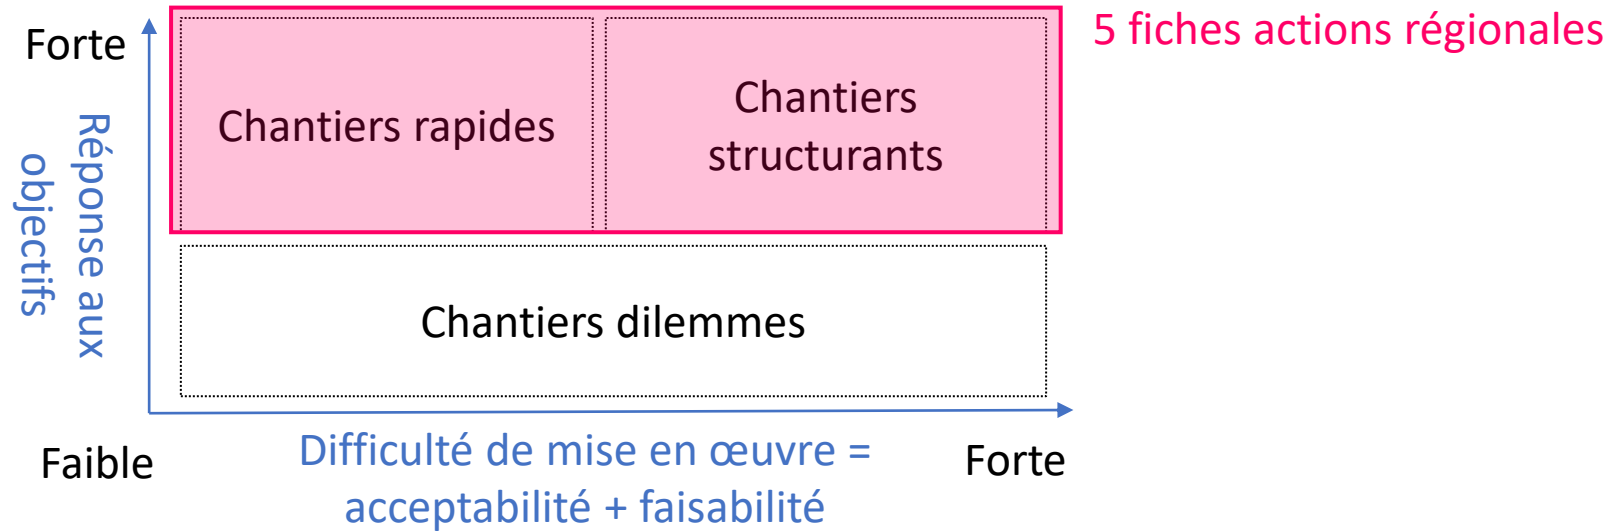 5 fiches actions régionales
Forte
Réponse aux
objectifs
Chantiers rapides
Chantiers
structurants
Chantiers dilemmes
Faible
Difficulté de mise en œuvre =
acceptabilité + faisabilité
Forte